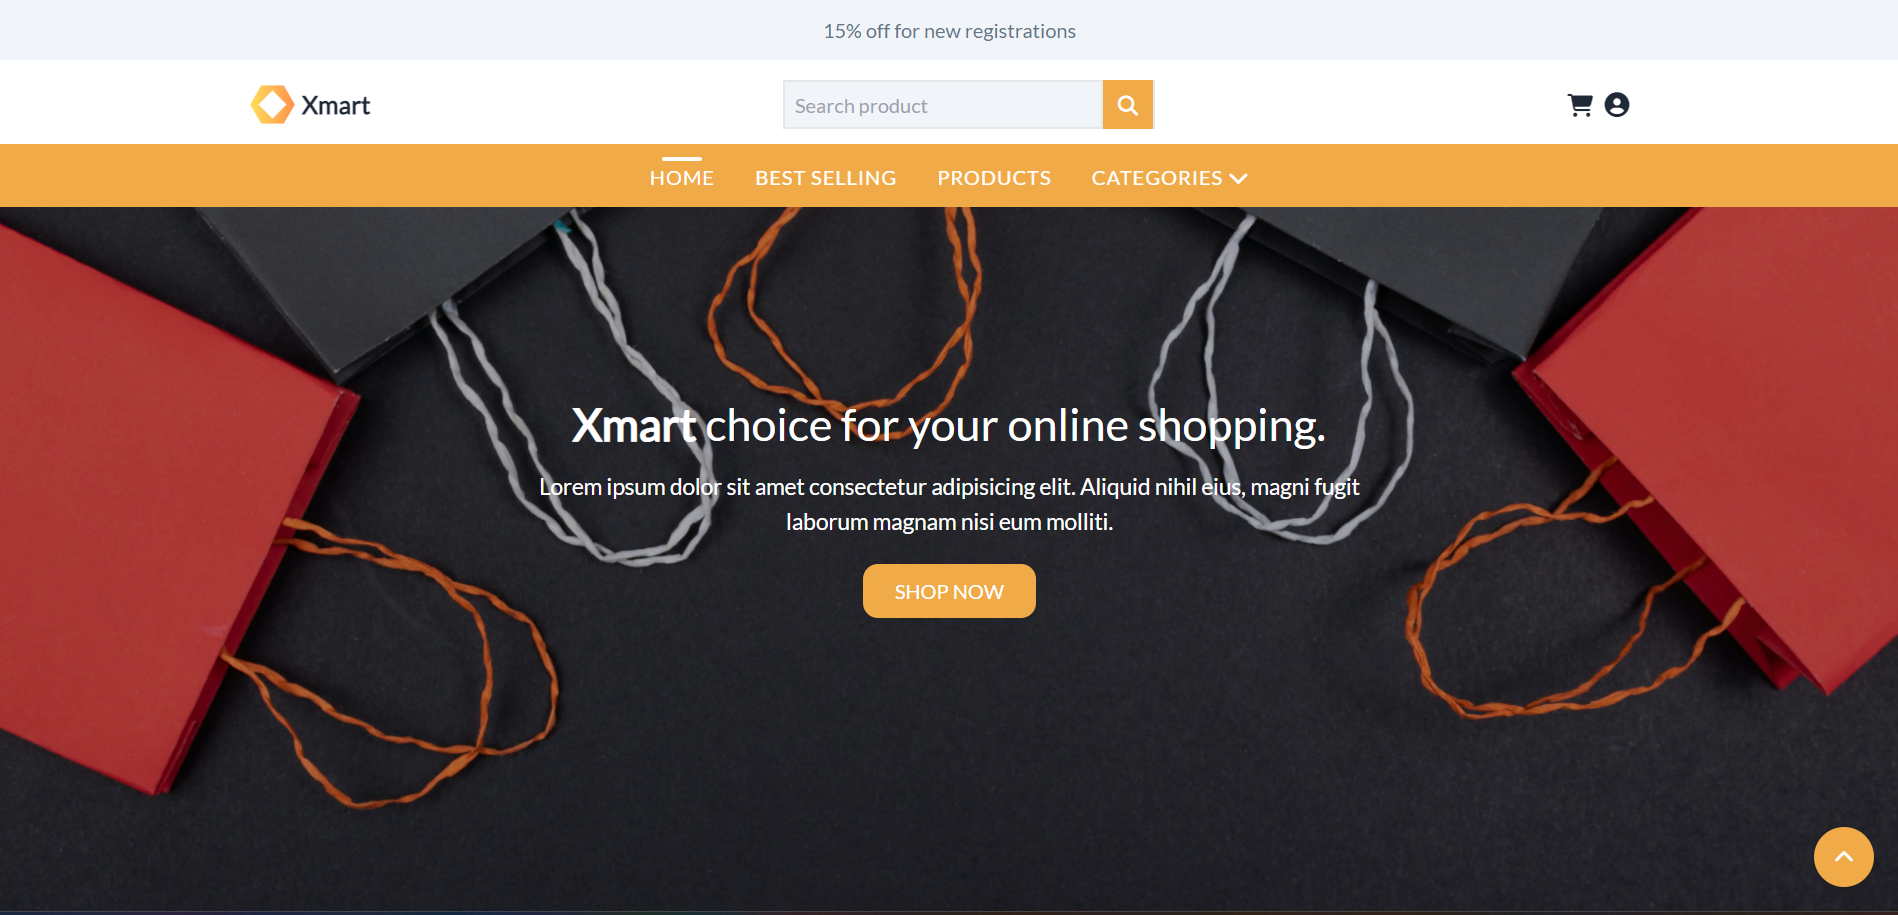 15% off for new registrations
Xmart
Search product
HOME BEST SELLING PRODUCTS CATEGORIES
Xmart choice for your online shopping.
Lorem ipsum dolor sit amet consectetur adipisicing elit. Aliquid nihil eius, magni fugit
laborum magnam nisi eum molliti.
SHOP NOW